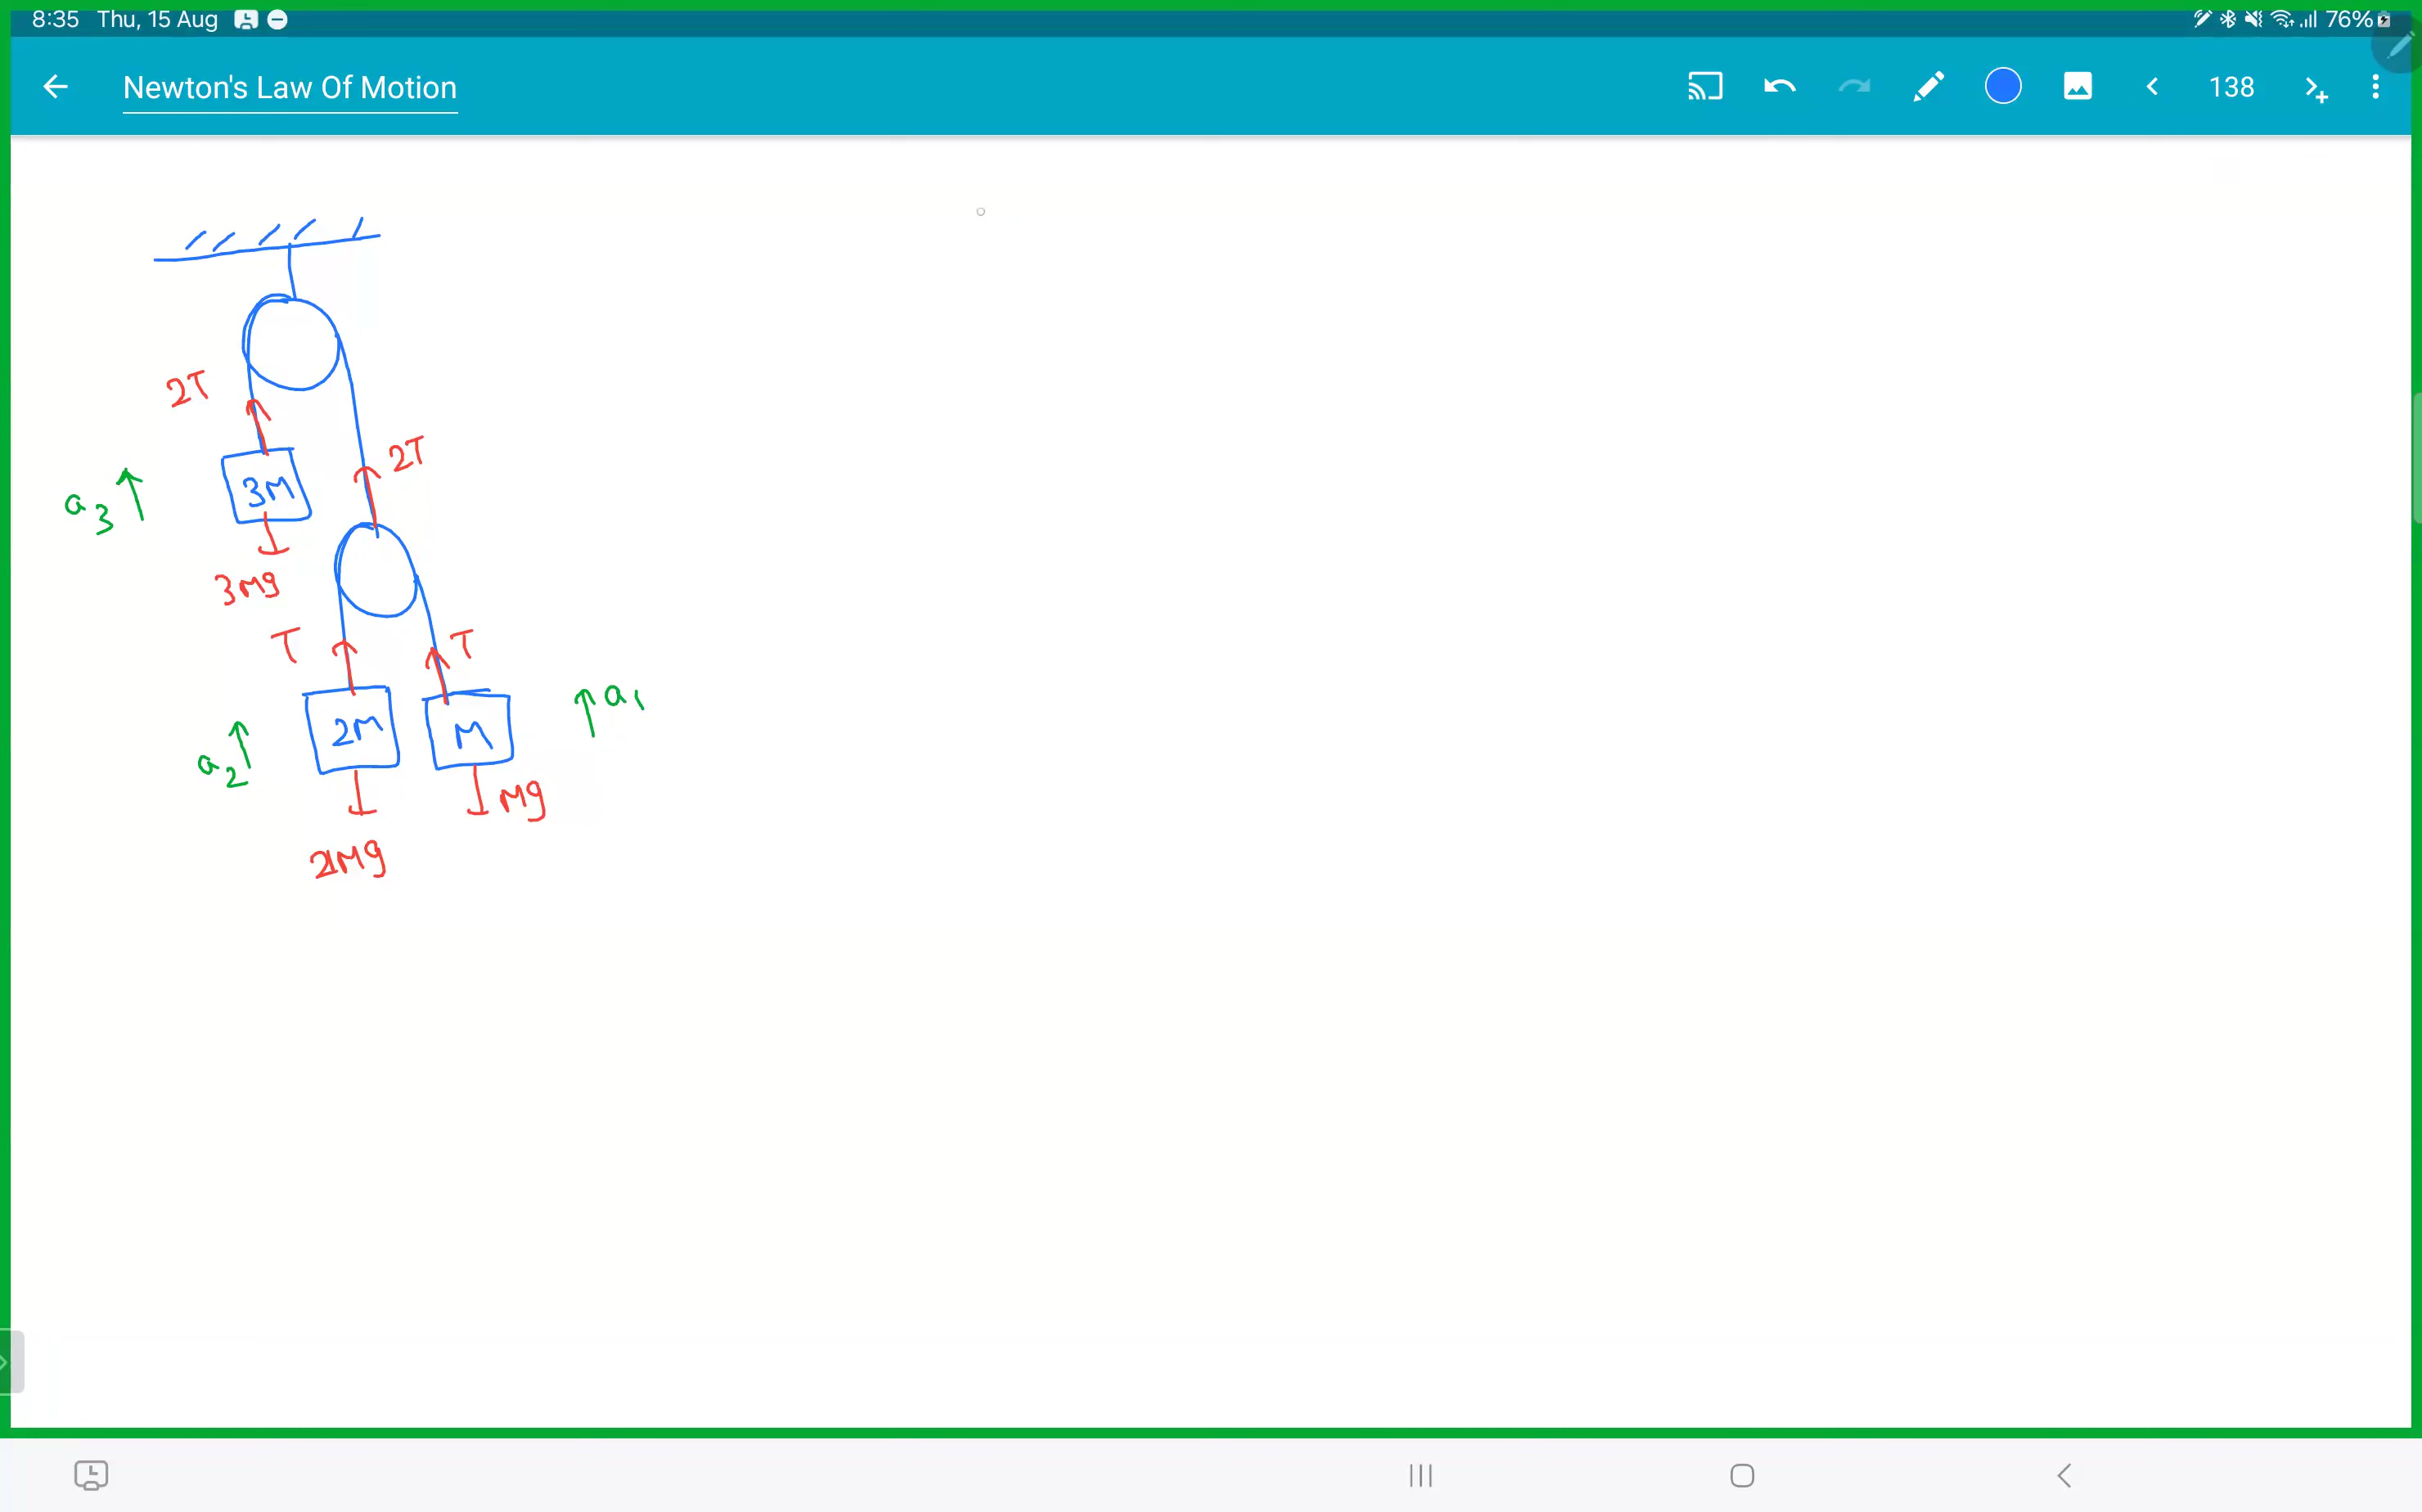 8:35 Thu, 15 Aug 76%
Newton's Law Of Motion 138
2T
2T
3M
a3
3Mg
T
T
a1
2M
M
a2
Mg
2Mg